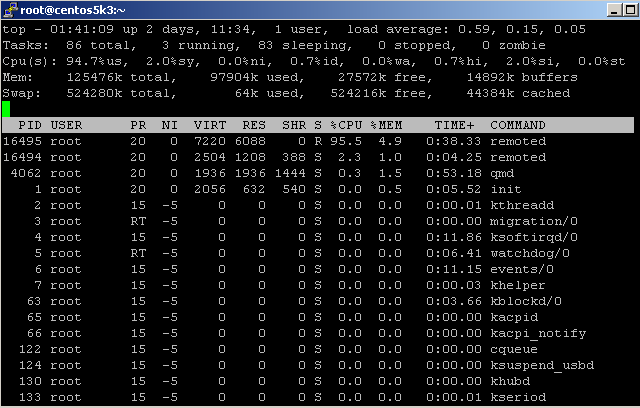 root@centos5k3:~
top - 01:41:09 up 2 days, 11:34,  1 user,  load average: 0.59, 0.15, 0.05
Tasks:  86 total,   3 running,  83 sleeping,   0 stopped,   0 zombie
Cpu(s): 94.7%us,  2.0%sy,  0.0%ni,  0.7%id,  0.0%wa,  0.7%hi,  2.0%si,  0.0%st
Mem:    125476k total,    97904k used,    27572k free,    14892k buffers
Swap:   524280k total,       64k used,   524216k free,    44384k cached
  PID USER      PR  NI  VIRT  RES  SHR S %CPU %MEM    TIME+  COMMAND
16495 root      20   0  7220 6088    0 R 95.5  4.9   0:38.33 remoted
16494 root      20   0  2504 1208  388 S  2.3  1.0   0:04.25 remoted
 4062 root      20   0  1936 1936 1444 S  0.3  1.5   0:53.18 qmd
    1 root      20   0  2056  632  540 S  0.0  0.5   0:05.52 init
    2 root      15  -5     0    0    0 S  0.0  0.0   0:00.01 kthreadd
    3 root      RT  -5     0    0    0 S  0.0  0.0   0:00.00 migration/0
    4 root      15  -5     0    0    0 S  0.0  0.0   0:11.86 ksoftirqd/0
    5 root      RT  -5     0    0    0 S  0.0  0.0   0:06.41 watchdog/0
    6 root      15  -5     0    0    0 S  0.0  0.0   0:11.15 events/0
    7 root      15  -5     0    0    0 S  0.0  0.0   0:00.03 khelper
   63 root      15  -5     0    0    0 S  0.0  0.0   0:03.66 kblockd/0
   65 root      15  -5     0    0    0 S  0.0  0.0   0:00.00 kacpid
   66 root      15  -5     0    0    0 S  0.0  0.0   0:00.00 kacpi_notify
  122 root      15  -5     0    0    0 S  0.0  0.0   0:00.00 cqueue
  124 root      15  -5     0    0    0 S  0.0  0.0   0:00.00 ksuspend_usbd
  130 root      15  -5     0    0    0 S  0.0  0.0   0:00.00 khubd
  133 root      15  -5     0    0    0 S  0.0  0.0   0:00.01 kseriod